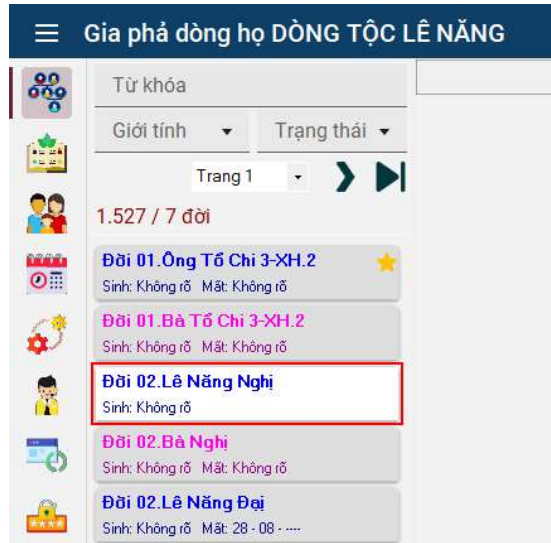 Gia phả dòng họ DÒNG TỘC LÊ NĂNG
Từ khóa
Giới tính Trạng thái
Trang 1
1.527 / 7 đời
Đời 01.Ông Tổ Chi 3-XH.2
Sinh: Không rõ Mất: Không rõ
Đời 01.Bà Tổ Chi 3-XH.2
Sinh: Không rõ Mất: Không rõ
Đời 02.Lê Năng Nghị
Sinh: Không rõ
Đời 02.Bà Nghị
Sinh: Không rõ Mất: Không rõ
Đời 02.Lê Năng Đại
Sinh: Không rõ Mất: 28 - 08 - ----